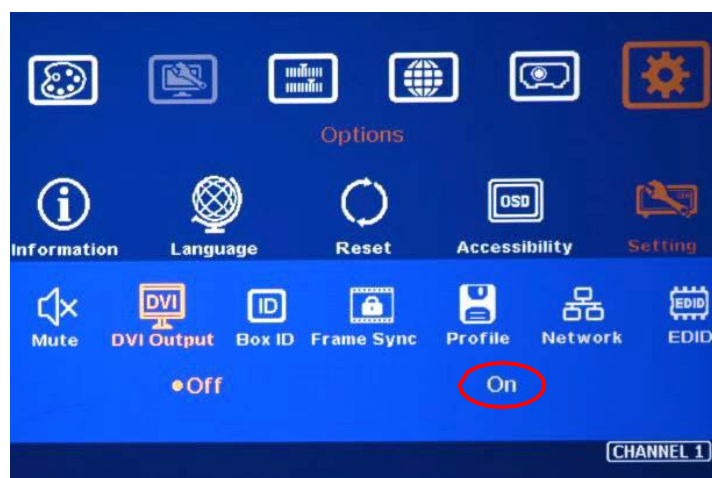 Options
OSD
Information Language Reset Accessibility Setting
DVI ID EDID
Mute DVI Output Box ID Frame Sync Profile Network EDID
Off On
CHANNEL 1